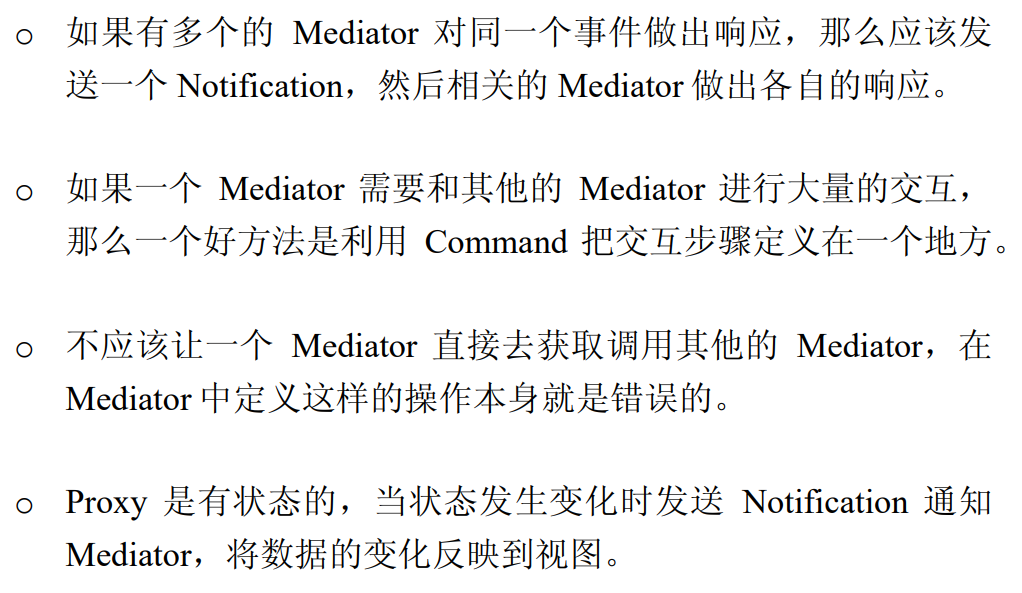 ○ 如果有多个的 Mediator 对同一个事件做出响应，那么应该发
送一个 Notification，然后相关的 Mediator 做出各自的响应。
○ 如果一个 Mediator 需要和其他的 Mediator 进行大量的交互，
那么一个好方法是利用 Command 把交互步骤定义在一个地方。
○ 不应该让一个 Mediator 直接去获取调用其他的 Mediator，在
Mediator 中定义这样的操作本身就是错误的。
○ Proxy 是有状态的，当状态发生变化时发送 Notification 通知
Mediator，将数据的变化反映到视图。